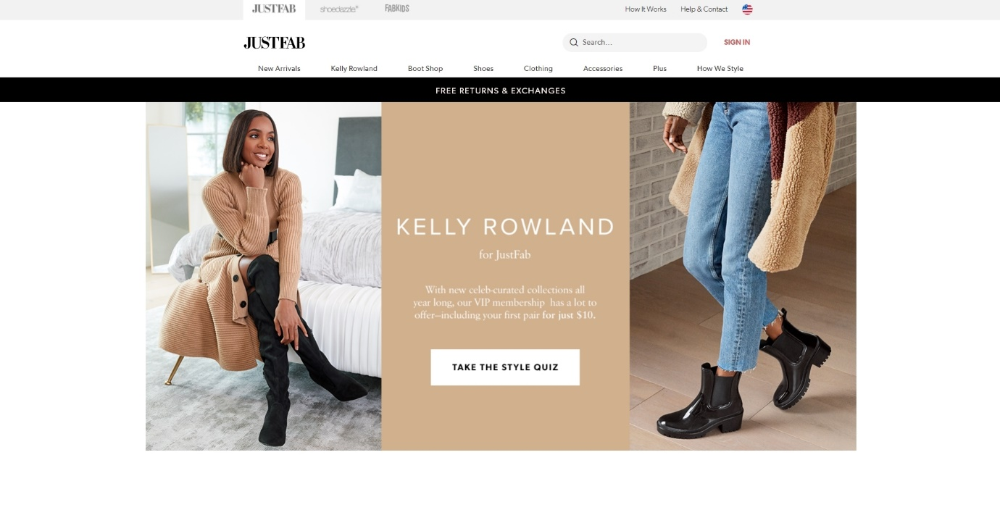 JUSTFAB
shoedazzle
FABKIDS
How It Works
Help & Contact
JUSTFAB
Search...
SIGN IN
New Arrivals
Kelly Rowland
Boot Shop
Shoes
Clothing
Accessories
Plus
How We Style
FREE RETURNS & EXCHANGES
KELLY ROWLAND
for JustFab
With new celeb-curated collections all
year long, our VIP membership has a lot to
offer—including your first pair for just $10.
TAKE THE STYLE QUIZ